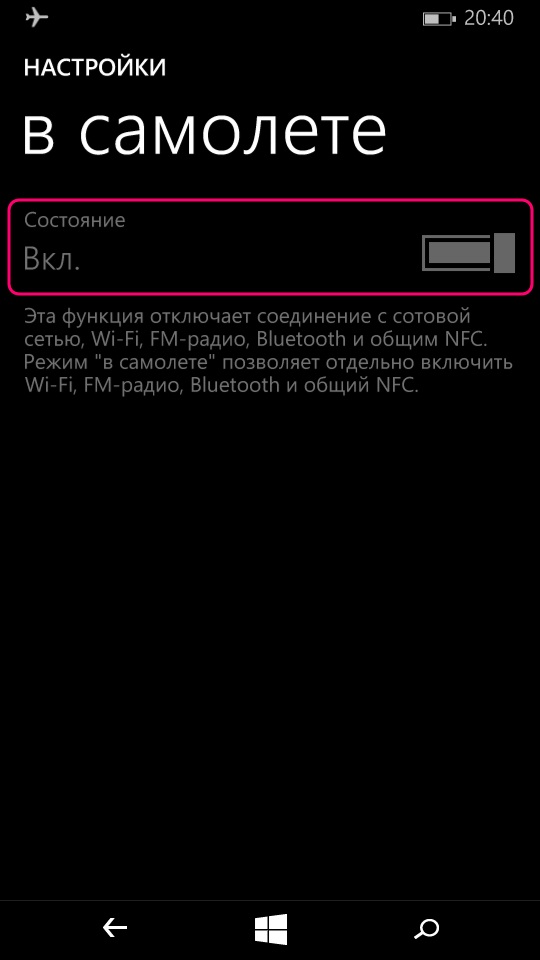 20:40
НАСТРОЙКИ
в самолете
Состояние
Вкл.
Эта функция отключает соединение с сотовой
сетью, Wi-Fi, FM-радио, Bluetooth и общим NFC.
Режим "в самолете" позволяет отдельно включить
Wi-Fi, FM-радио, Bluetooth и общий NFC.